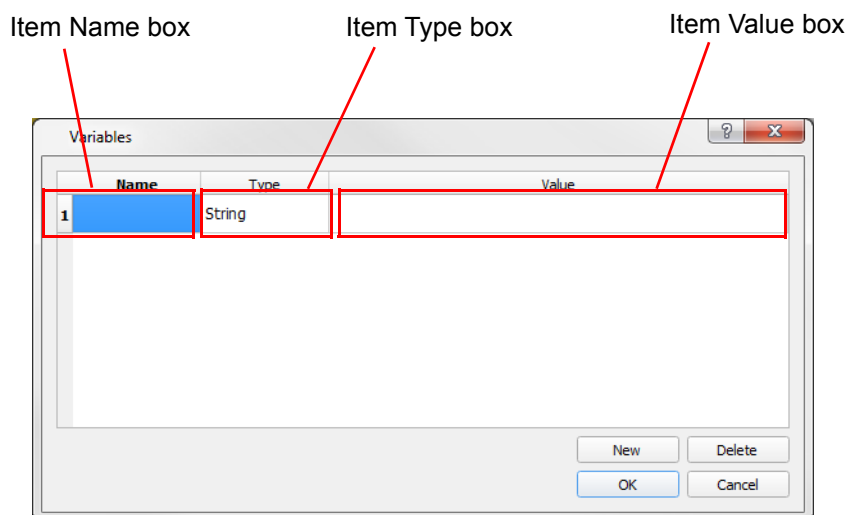 Item Name box Item Type box Item Value box
Variables ? X
Name Type Value
1 String
New Delete
OK Cancel